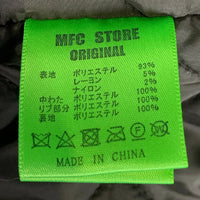 MFC STORE
ORIGINAL
表地 ポリエステル 93%
レーヨン 5%
ナイロン 2%
中わた ポリエステル 100%
リブ部分 ポリエステル 100%
裏地 ポリエステル 100%
MADE IN CHINA